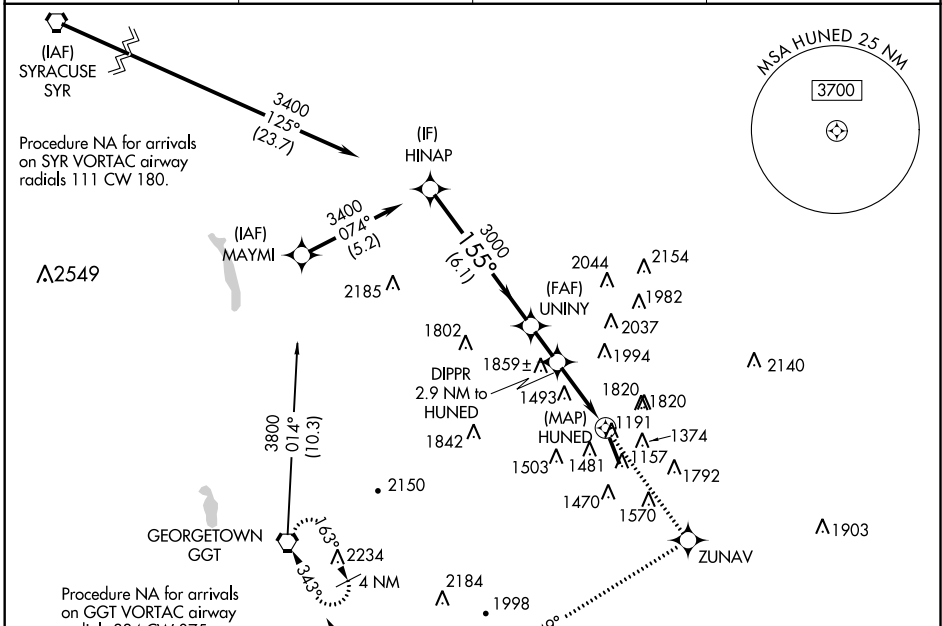 (IAF)
SYRACUSE
SYR
3400
125°
(23.7)
Procedure NA for arrivals
on SYR VORTAC airway
radials 111 CW 180.
MSA HUNED 25 NM
3700
(IF)
HINAP
3400
074°
(5.2)
(IAF)
MAYMI
3000
155°
(6.1)
2549
2185
2044
2154
(FAF)
UNINY
1982
2037
1802
1994
1859±
2140
DIPPR
2.9 NM to
HUNED
1493
1820
1820
(MAP)
HUNED
1191
1374
1842
3800
014°
(10.3)
1503
1481
1157
1792
2150
1470
1570
1903
GEORGETOWN
GGT
163°
2234
343°
4 NM
ZUNAV
2184
1998
Procedure NA for arrivals
on GGT VORTAC airway